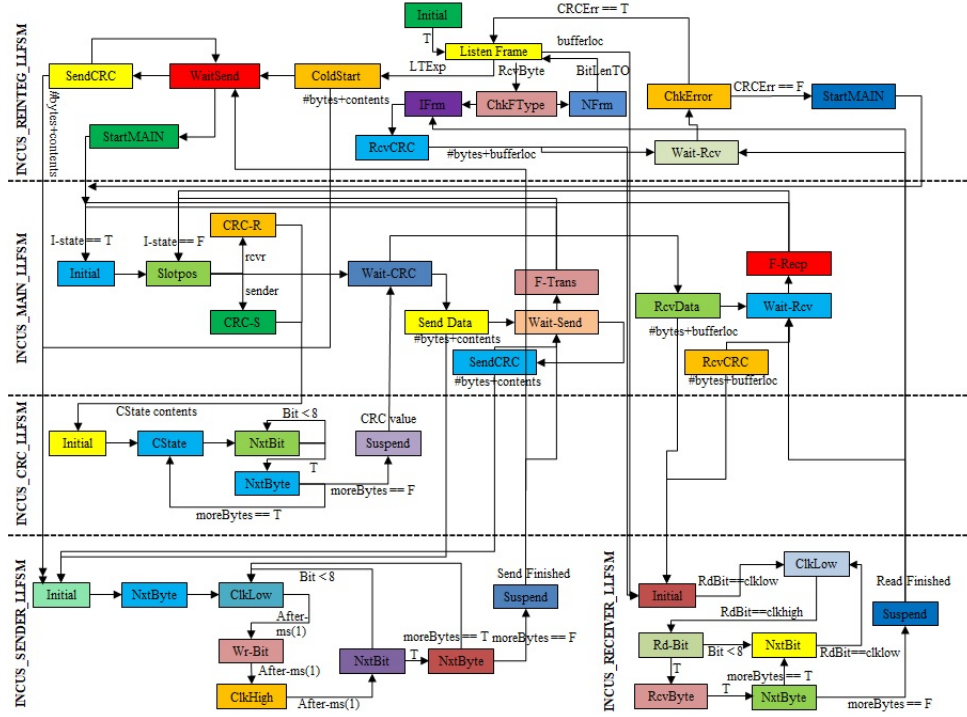 INCUS_REINTEG_LLFSM
Initial
CRCErr == T
T
bufferloc
Listen Frame
SendCRC
WaitSend
ColdStart
LTExp
RcvByte
BitLenTO
ChkError
CRCErr == F
StartMAIN
#bytes+contents
#bytes+contents
IFrm
ChkFType
NFrm
StartMAIN
RcvCRC
#bytes+bufferloc
Wait-Rcv
INCUS_MAIN_LLFSM
I-state == T
I-state == F
CRC-R
rcvr
Initial
Slotpos
Wait-CRC
F-Trans
F-Recp
sender
CRC-S
Send Data
Wait-Send
RcvData
Wait-Rcv
#bytes+contents
#bytes+bufferloc
SendCRC
RcvCRC
#bytes+contents
#bytes+bufferloc
INCUS_CRC_LLFSM
CState contents
Bit < 8
CRC value
Initial
CState
NxtBit
Suspend
T
NxtByte
moreBytes == F
moreBytes == T
INCUS_SENDER_LLFSM
Initial
NxtByte
ClkLow
Bit < 8
Send Finished
Suspend
After-
ms(1)
Wr-Bit
After-ms(1)
ClkHigh
After-ms(1)
NxtBit
T
NxtByte
moreBytes == T
moreBytes == F
INCUS_RECEIVER_LLFSM
ClkLow
RdBit==clklow
Read Finished
Initial
RdBit==clkhigh
Suspend
Rd-Bit
Bit < 8
NxtBit
RdBit==clklow
T
moreBytes == T
RcvByte
T
NxtByte
moreBytes == F